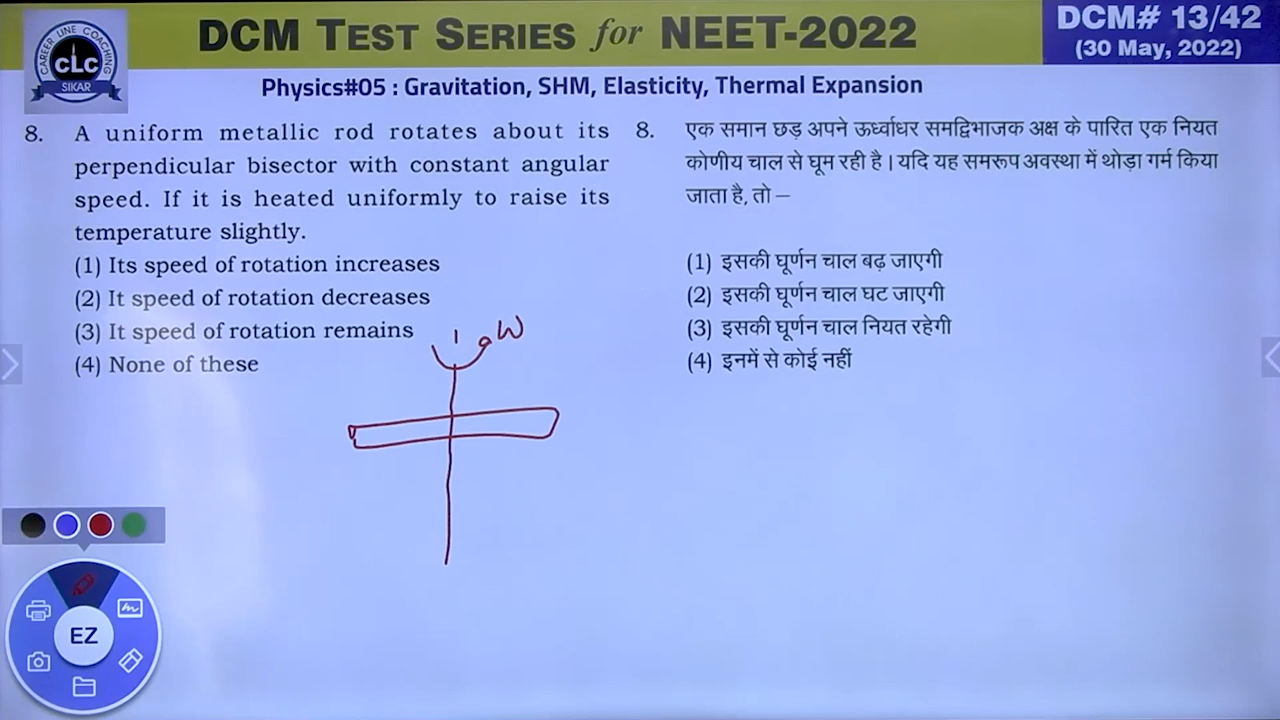 CAREER LINE COACHING
CLC
SIKAR
DCM TEST SERIES for NEET-2022
DCM# 13/42
(30 May, 2022)
Physics#05 : Gravitation, SHM, Elasticity, Thermal Expansion
8. A uniform metallic rod rotates about its
perpendicular bisector with constant angular
speed. If it is heated uniformly to raise its
temperature slightly.
(1) Its speed of rotation increases
(2) It speed of rotation decreases
(3) It speed of rotation remains
(4) None of these
8. एक समान छड़ अपने ऊर्ध्वाधर समद्विभाजक अक्ष के पारित एक नियत
कोणीय चाल से घूम रही है। यदि यह समरूप अवस्था में थोड़ा गर्म किया
जाता है, तो –
(1) इसकी घूर्णन चाल बढ़ जाएगी
(2) इसकी घूर्णन चाल घट जाएगी
(3) इसकी घूर्णन चाल नियत रहेगी
(4) इनमें से कोई नहीं
EZ